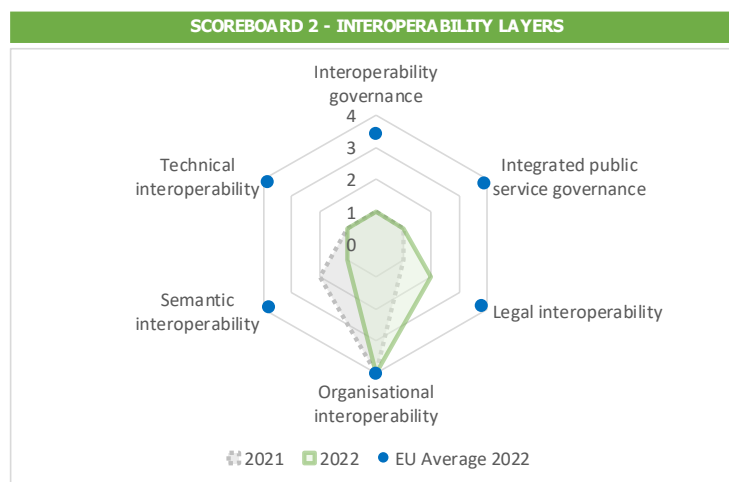 SCOREBOARD 2 - INTEROPERABILITY LAYERS
Interoperability
governance
4
3
2
1
0
Technical
interoperability
Integrated public
service governance
Semantic
interoperability
Legal interoperability
Organisational
interoperability
2021
2022
EU Average 2022